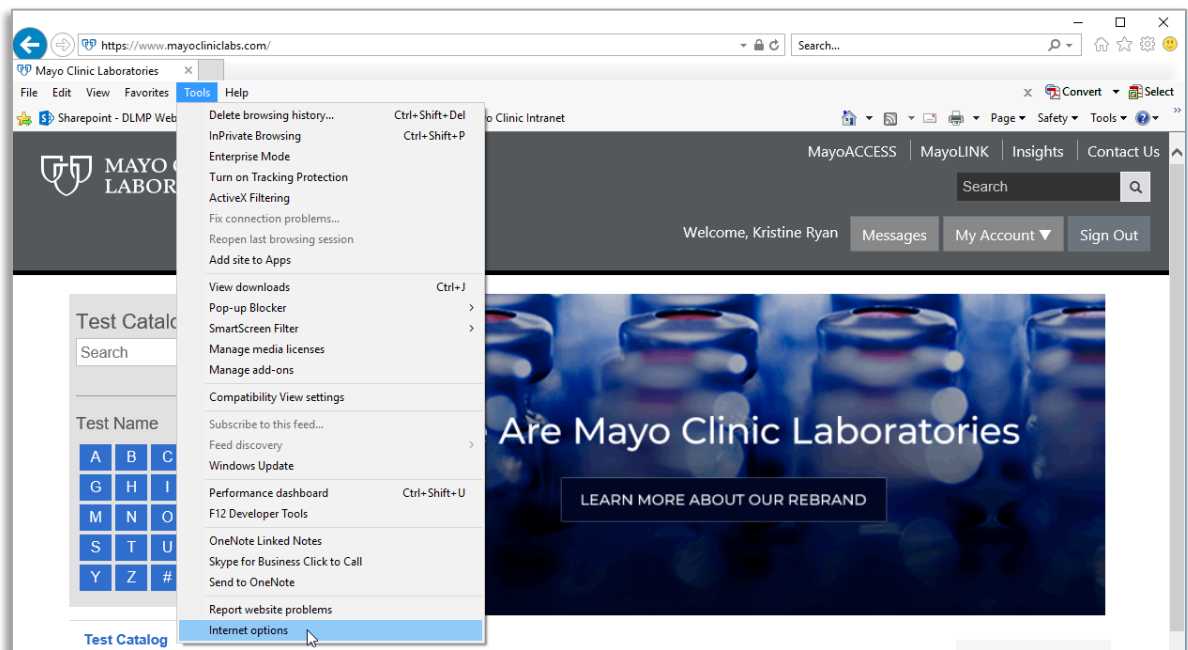 https://www.mayocliniclabs.com/
Search...
Mayo Clinic Laboratories
File Edit View Favorites Tools Help
Convert Select
Sharepoint - DLMP Web
o Clinic Intranet
Page Safety Tools
Delete browsing history... Ctrl+Shift+Del
InPrivate Browsing Ctrl+Shift+P
Enterprise Mode
Turn on Tracking Protection
ActiveX Filtering
Fix connection problems...
Reopen last browsing session
Add site to Apps
View downloads Ctrl+J
Pop-up Blocker
SmartScreen Filter
Manage media licenses
Manage add-ons
Compatibility View settings
Subscribe to this feed...
Feed discovery
Windows Update
Performance dashboard Ctrl+Shift+U
F12 Developer Tools
OneNote Linked Notes
Skype for Business Click to Call
Send to OneNote
Report website problems
Internet options
MAYO
LABOR
MayoACCESS MayoLINK Insights Contact Us
Search
Welcome, Kristine Ryan Messages My Account ▼ Sign Out
Test Catalo
Search
Test Name
A B C
G H I
M N O
S T U
Y Z #
Test Catalog
Are Mayo Clinic Laboratories
LEARN MORE ABOUT OUR REBRAND